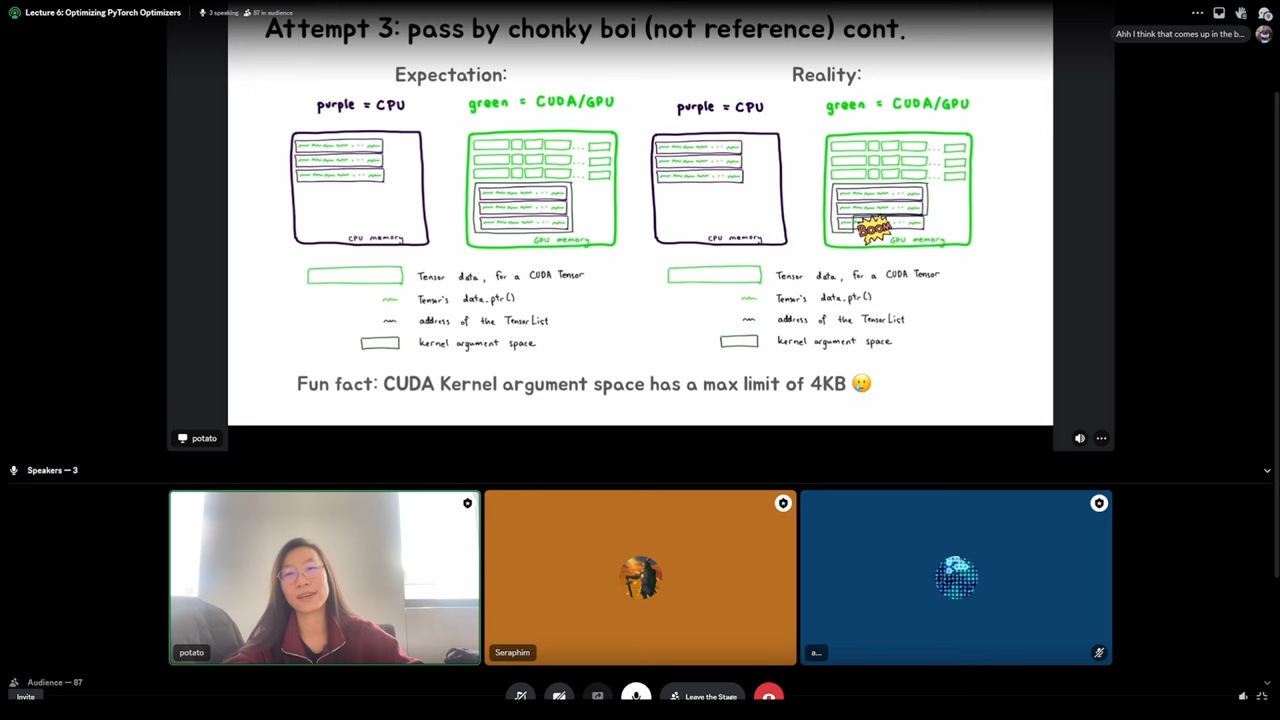 Lecture 6: Optimizing PyTorch Optimizers
3 speaking
87 in audience
Ahh I think that comes up in the b...
Attempt 3: pass by chonky boi (not reference) cont.
Expectation:
purple = CPU
green = CUDA/GPU
CPU memory
GPU memory
Tensor data, for a CUDA Tensor
Tensor's data_ptr()
address of the TensorList
kernel argument space
Reality:
purple = CPU
green = CUDA/GPU
CPU memory
BOOM
GPU memory
Tensor data, for a CUDA Tensor
Tensor's data_ptr()
address of the TensorList
kernel argument space
Fun fact: CUDA Kernel argument space has a max limit of 4KB 🥲
potato
Speakers — 3
potato
Seraphim
a...
Audience — 87
Invite
Leave the Stage